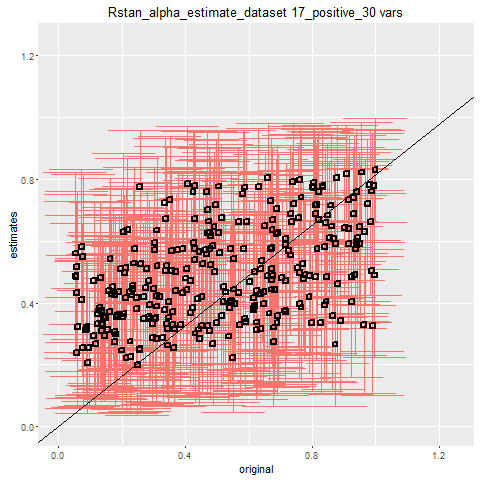 Rstan_alpha_estimate_dataset 17_positive_30 vars
estimates
1.2
0.8
0.4
0.0
0.0 0.4 0.8 1.2
original